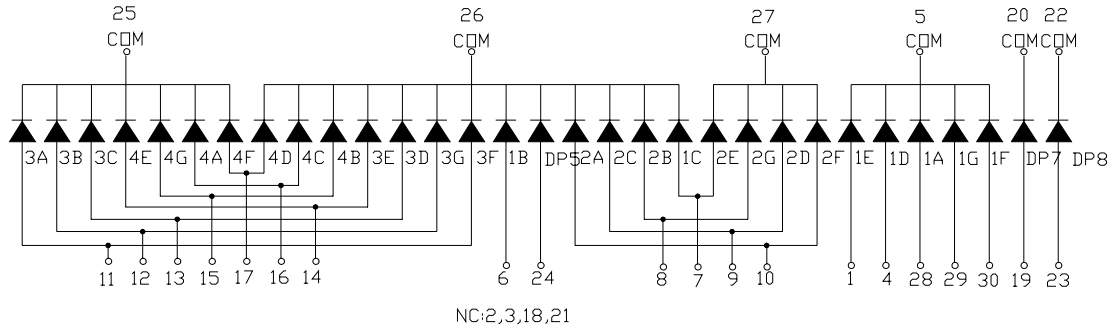 25 26 27 5 20 22
COM COM COM COM COM COM
3A 3B 3C 4E 4G 4A 4F 4D 4C 4B 3E 3D 3G 3F 1B DP5 2A 2C 2B 1C 2E 2G 2D 2F 1E 1D 1A 1G 1F DP7 DP8
11 12 13 15 17 16 14 6 24 8 7 9 10 1 4 28 29 30 19 23
NC:2,3,18,21